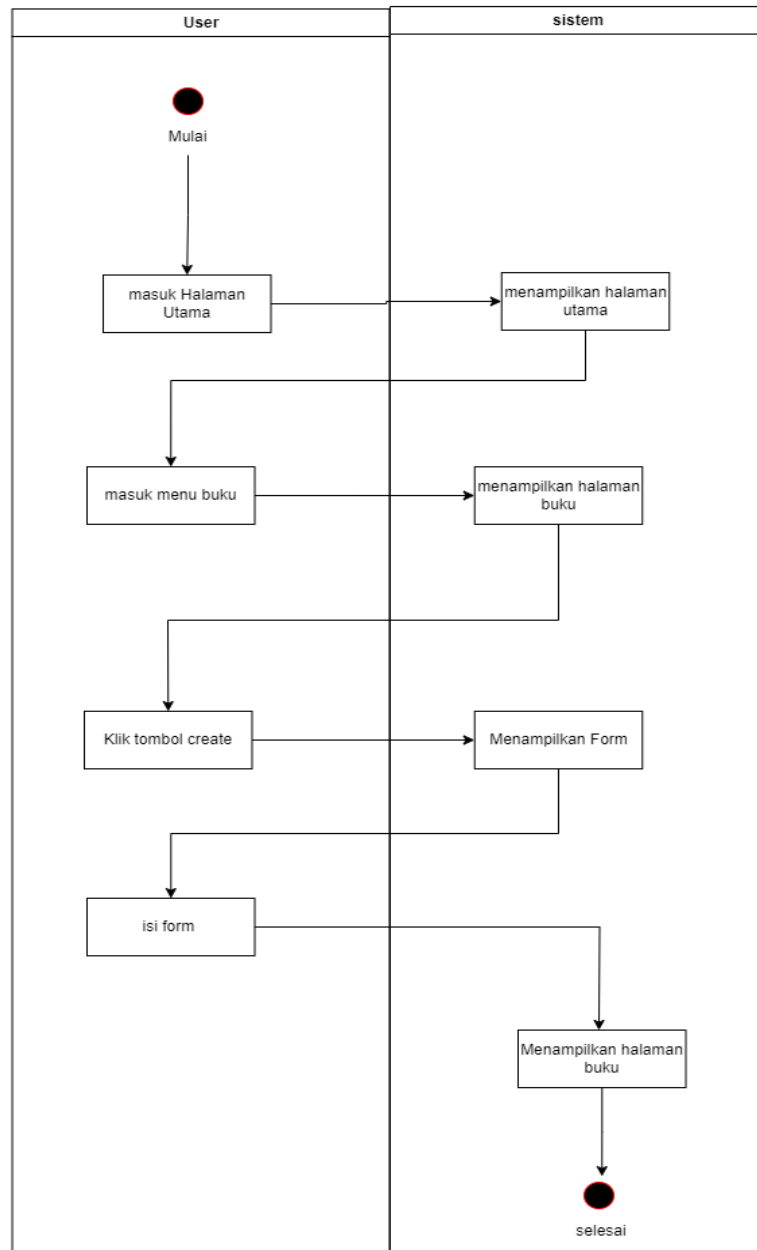 User
sistem
Mulai
masuk Halaman
Utama
menampilkan halaman
utama
masuk menu buku
menampilkan halaman
buku
Klik tombol create
Menampilkan Form
isi form
Menampilkan halaman
buku
selesai